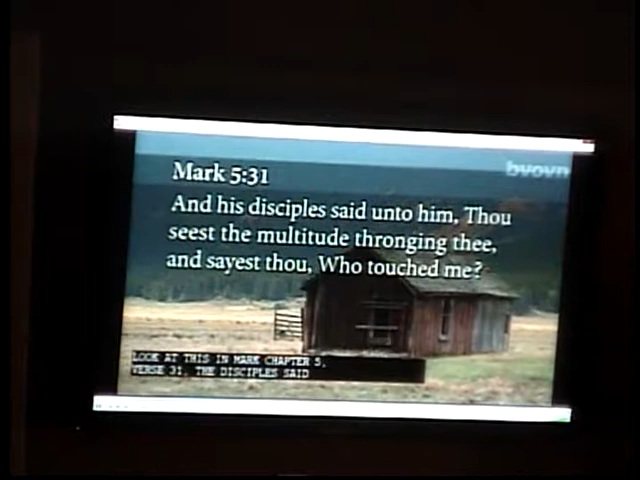 Mark 5:31
bvovn
And his disciples said unto him, Thou
seest the multitude thronging thee,
and sayest thou, Who touched me?
LOOK AT THIS IN MARK CHAPTER 5,
VERSE 31, THE DISCIPLES SAID